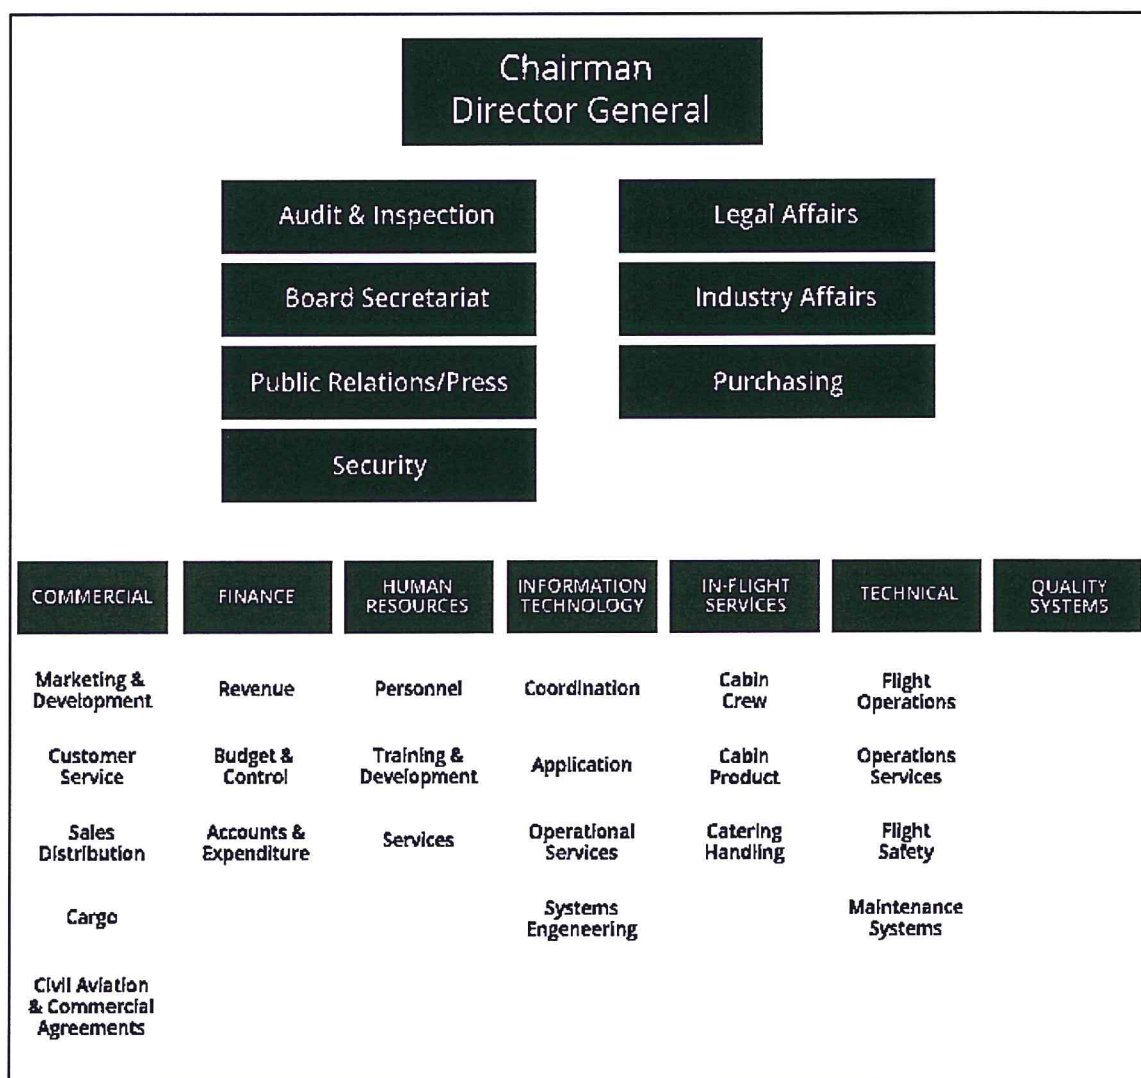 Chairman
Director General
Audit & Inspection
Legal Affairs
Board Secretariat
Industry Affairs
Public Relations/Press
Purchasing
Security
COMMERCIAL
FINANCE
HUMAN
RESOURCES
INFORMATION
TECHNOLOGY
IN-FLIGHT
SERVICES
TECHNICAL
QUALITY
SYSTEMS
Marketing &
Development
Revenue
Personnel
Coordination
Cabin
Crew
Flight
Operations
Customer
Service
Budget &
Control
Training &
Development
Application
Cabin
Product
Operations
Services
Sales
Distribution
Accounts &
Expenditure
Services
Operational
Services
Catering
Handling
Flight
Safety
Cargo
Systems
Engeneering
Maintenance
Systems
Civil Aviation
& Commercial
Agreements